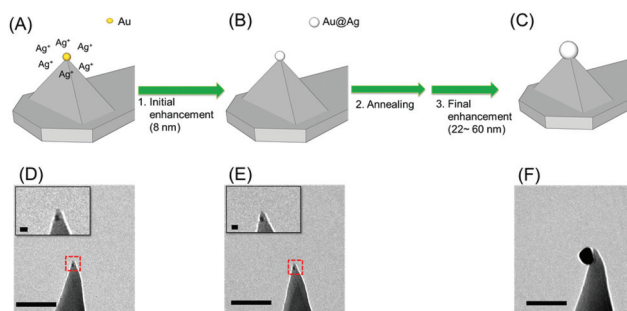 (A)
Au
Ag⁺
Ag⁺
Ag⁺
Ag⁺
Ag⁺
Ag⁺
1. Initial
enhancement
(8 nm)
(B)
Au@Ag
2. Annealing
3. Final
enhancement
(22~ 60 nm)
(C)
(D)
(E)
(F)